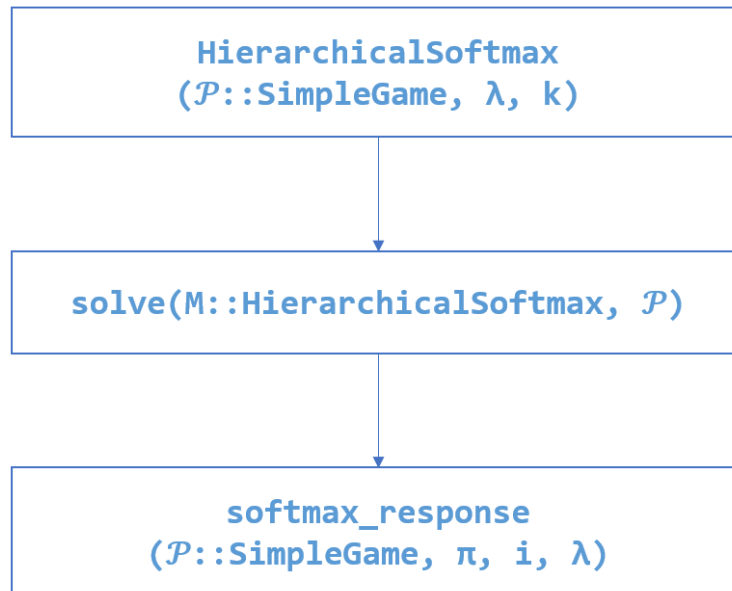 HierarchicalSoftmax
(𝒫::SimpleGame, λ, k)
solve(M::HierarchicalSoftmax, 𝒫)
softmax_response
(𝒫::SimpleGame, π, i, λ)